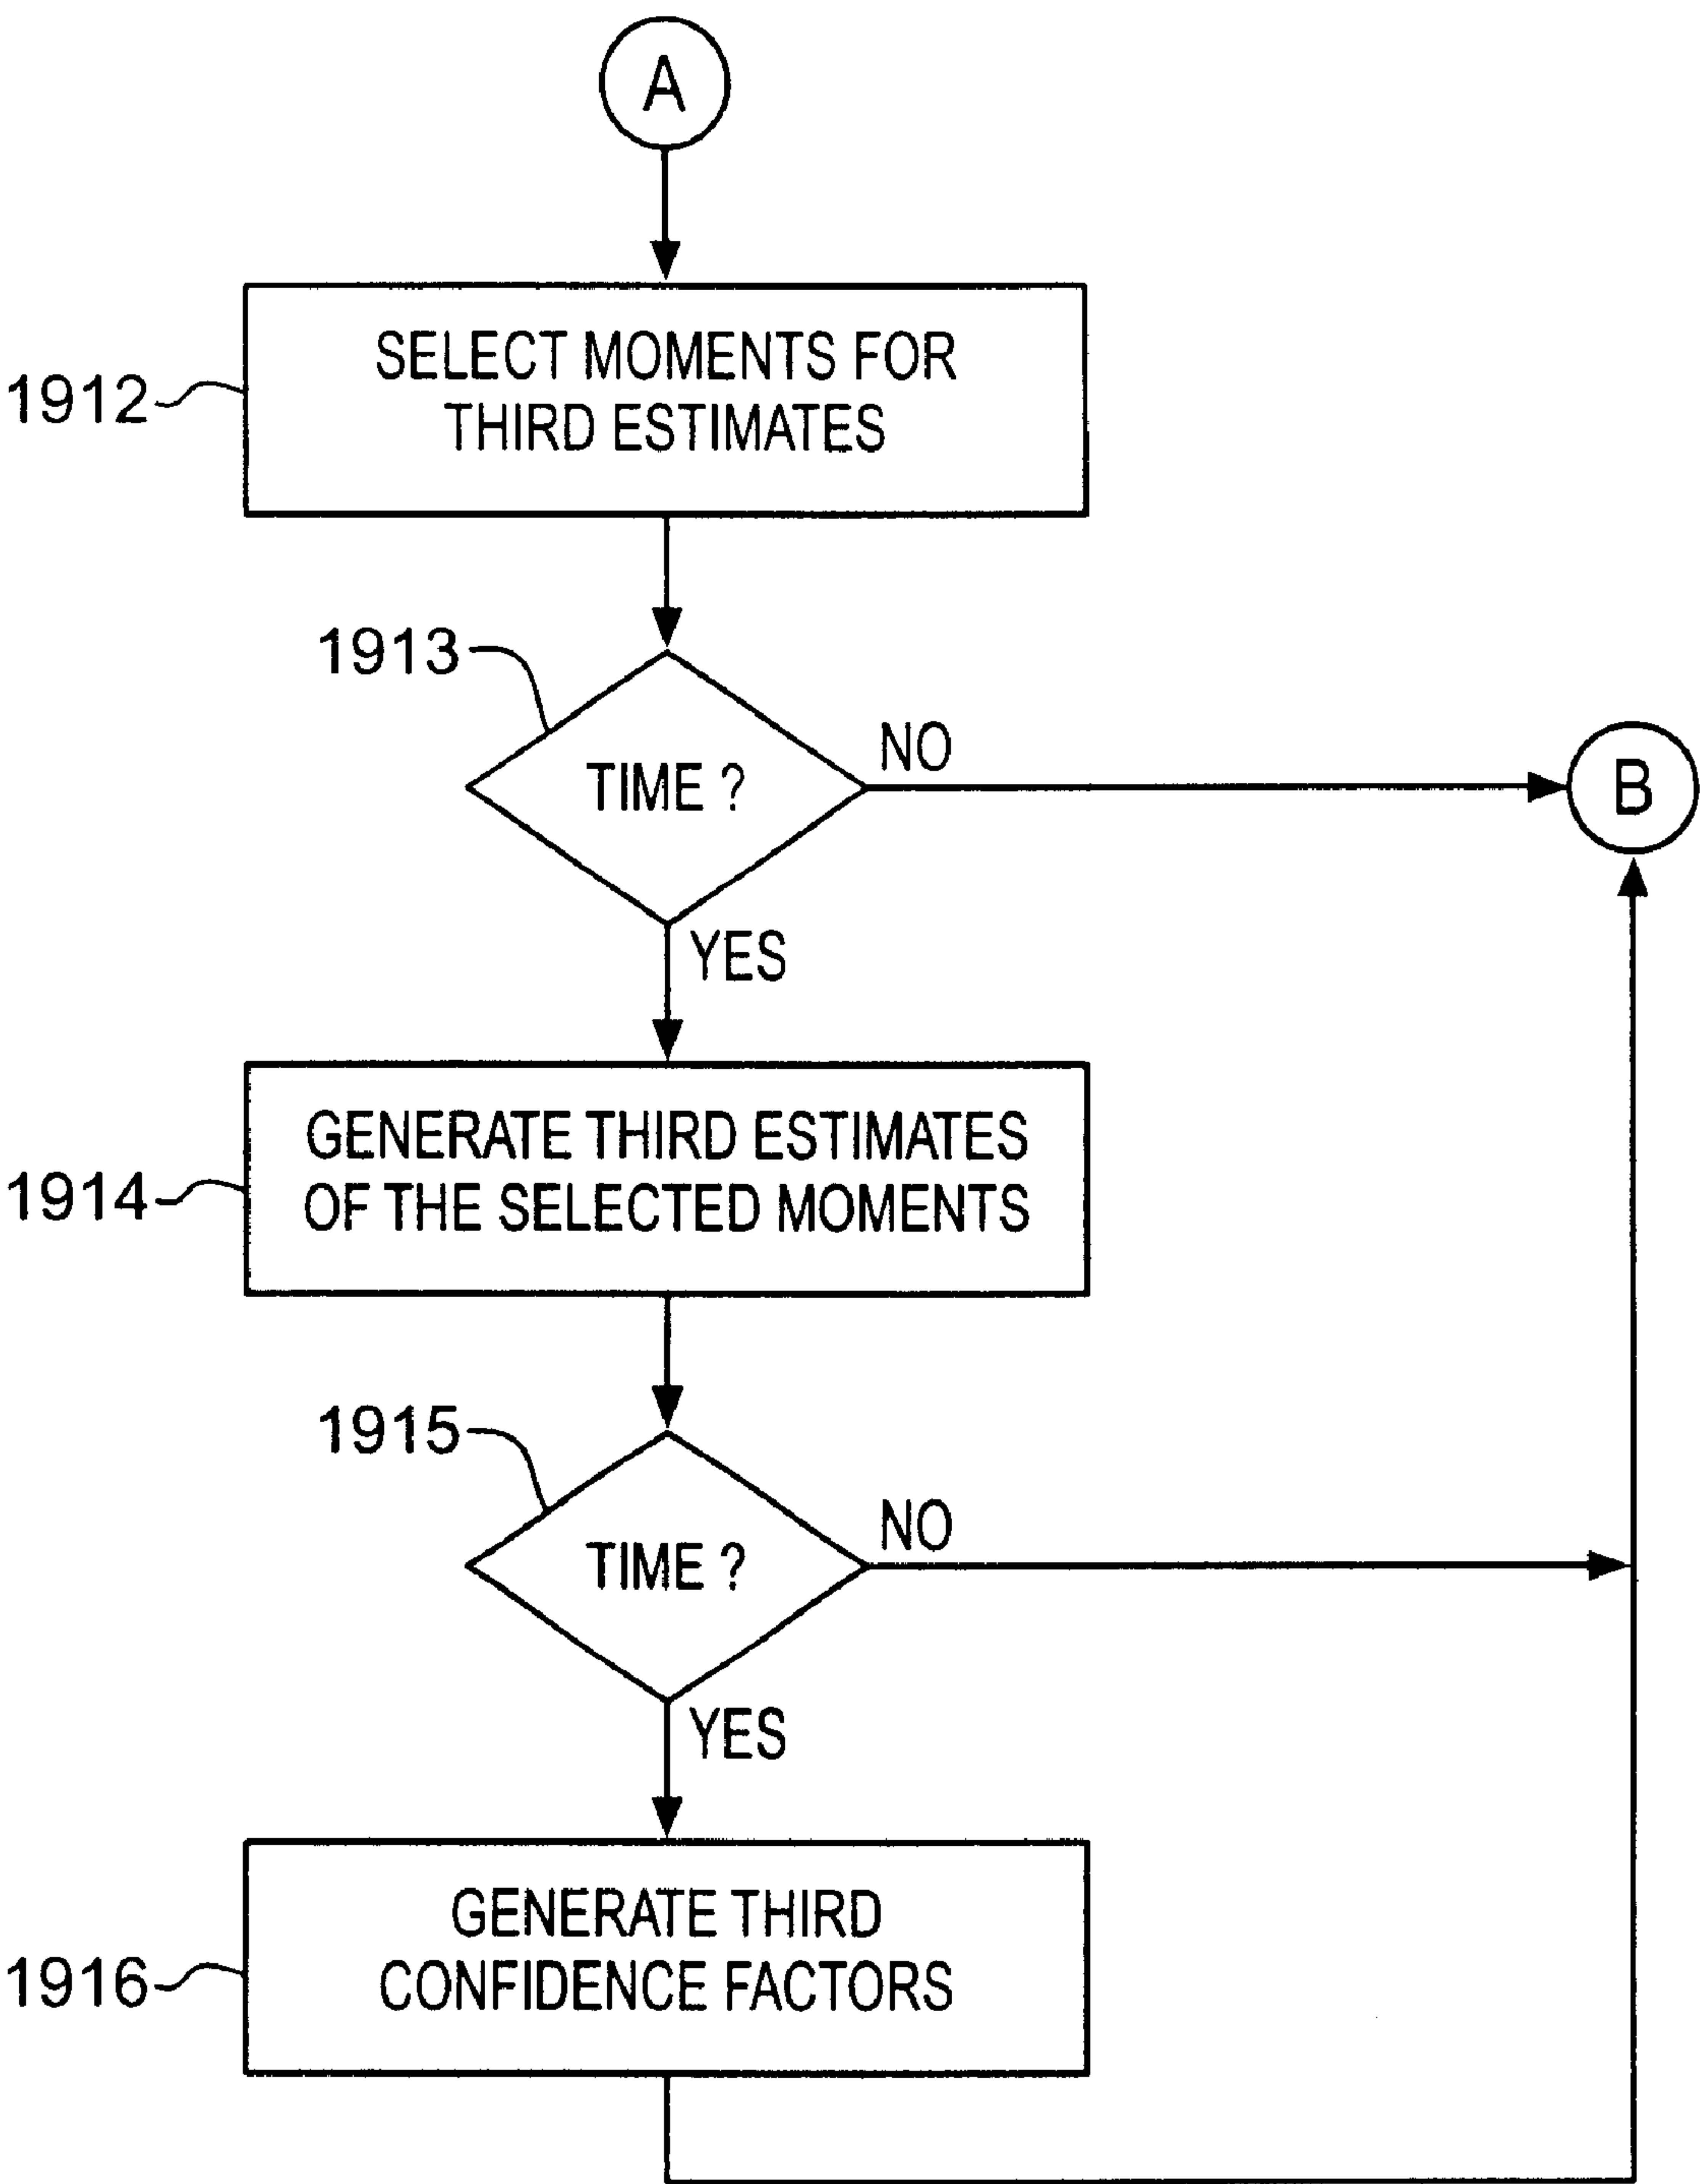 A
SELECT MOMENTS FOR
THIRD ESTIMATES
1912
1913
TIME ?
NO
B
YES
GENERATE THIRD ESTIMATES
OF THE SELECTED MOMENTS
1914
1915
TIME ?
NO
YES
GENERATE THIRD
CONFIDENCE FACTORS
1916